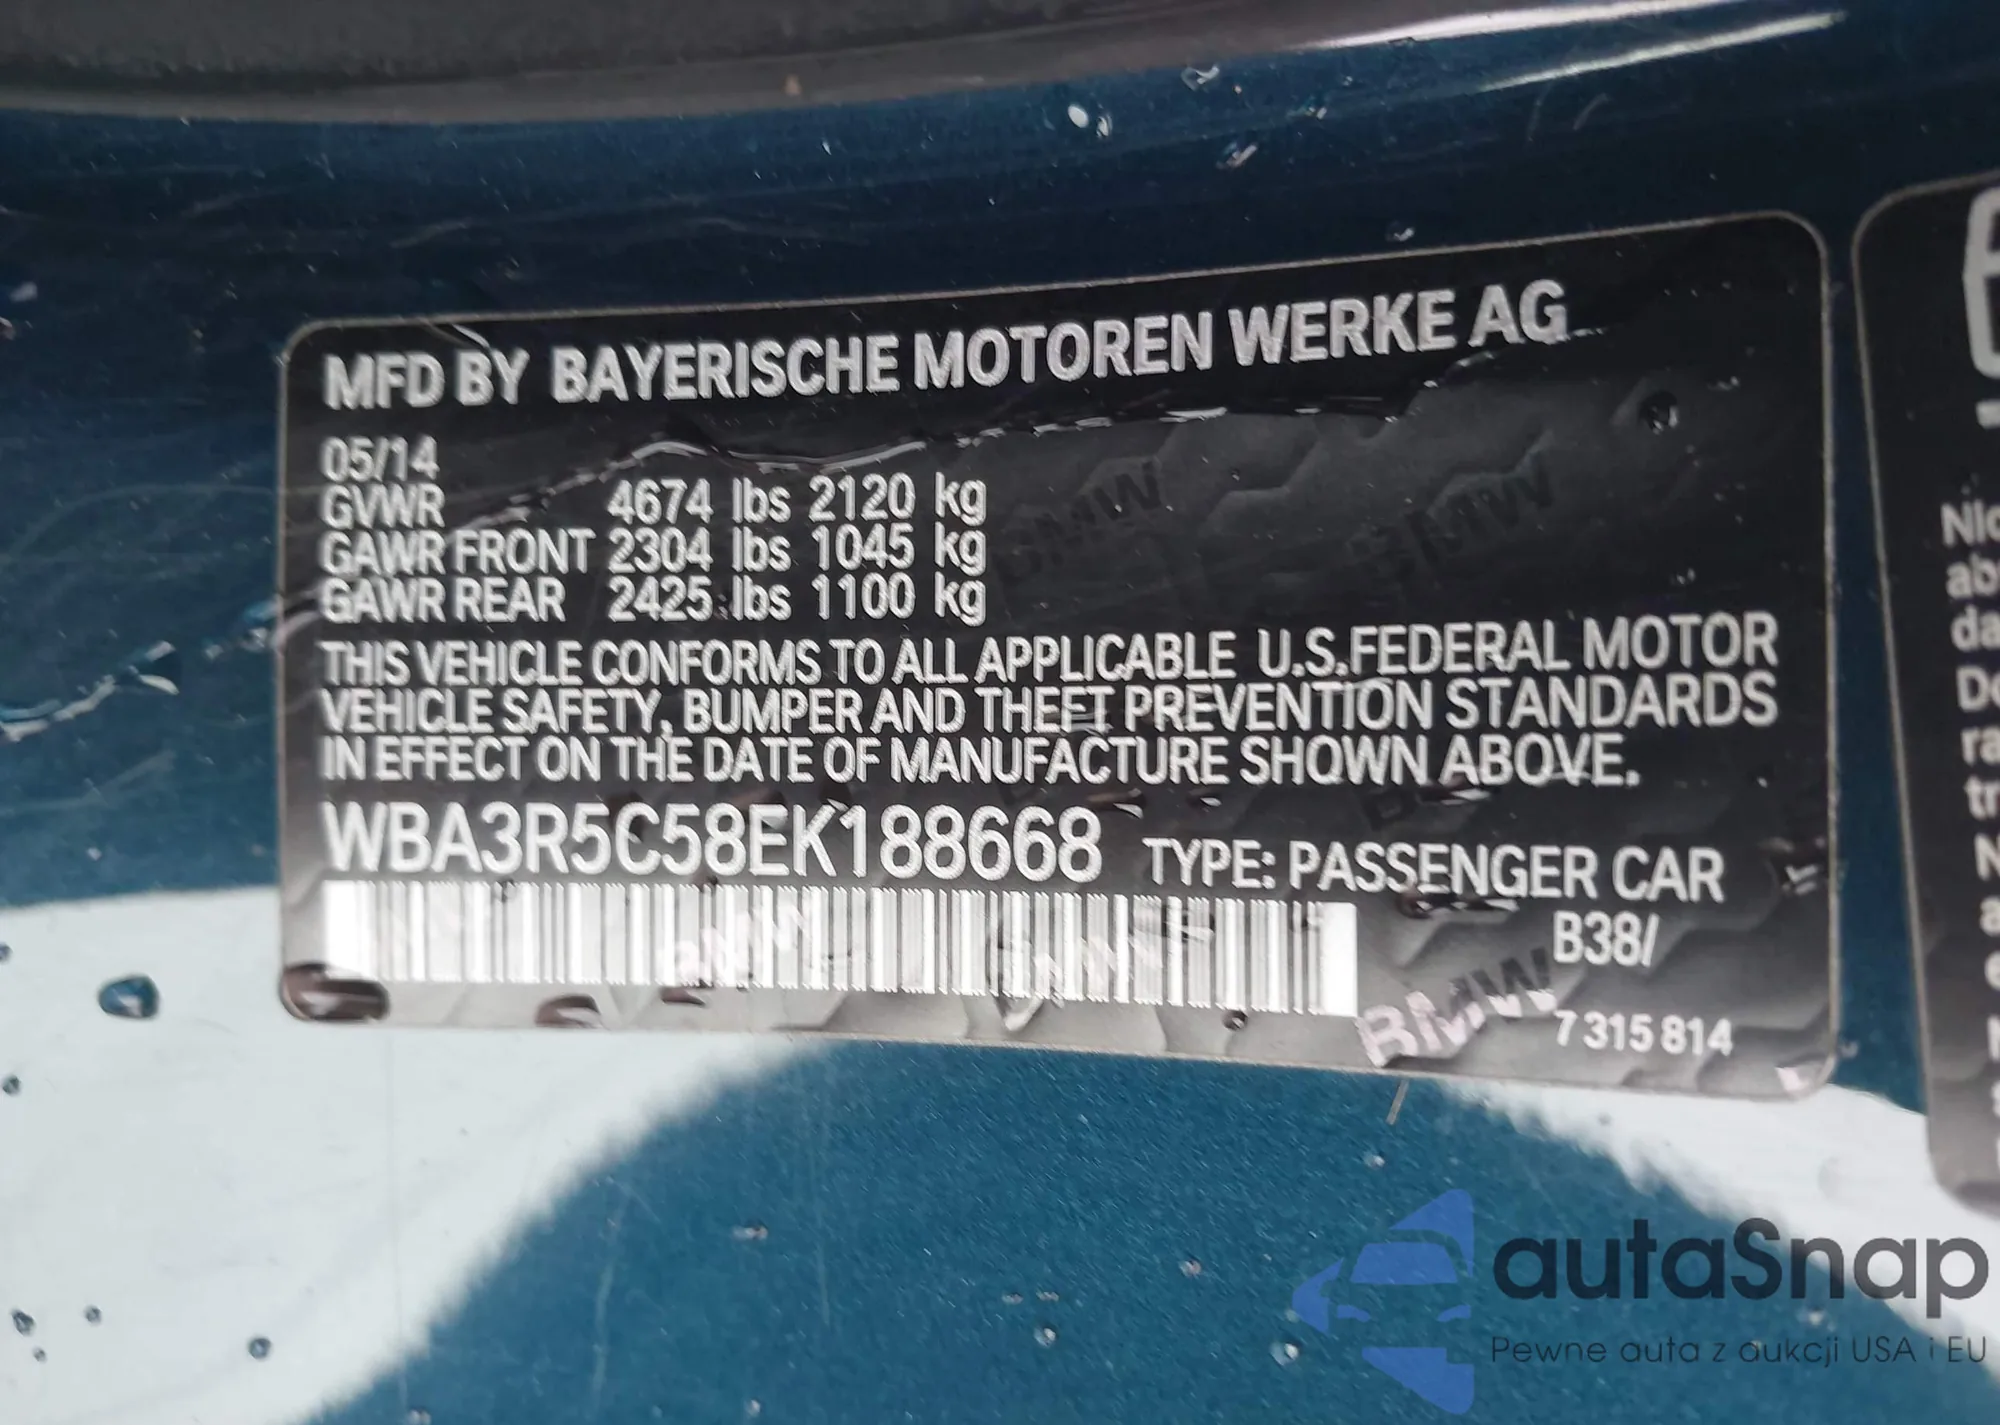 MFD BY BAYERISCHE MOTOREN WERKE AG
05/14
GVWR 4674 lbs 2120 kg
GAWR FRONT 2304 lbs 1045 kg
GAWR REAR 2425 lbs 1100 kg
THIS VEHICLE CONFORMS TO ALL APPLICABLE U.S.FEDERAL MOTOR
VEHICLE SAFETY, BUMPER AND THEFT PREVENTION STANDARDS
IN EFFECT ON THE DATE OF MANUFACTURE SHOWN ABOVE.
WBA3R5C58EK188668 TYPE: PASSENGER CAR
B38/
7 315 814
BMW
BMW
BMW
autaSnap
Pewne auta z aukcji USA i EU